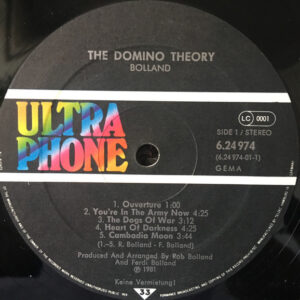 THE DOMINO THEORY
BOLLAND
ULTRA
PHONE
LC 0001
SIDE 1 / STEREO
6.24 974
(6.24 974-01-1)
GEMA
1. Ouverture 1:00
2. You're In The Army Now 4:25
3. The Dogs Of War 3:12
4. Heart Of Darkness 4:25
5. Cambodia Moon 3:44
(1.-5. R. Bolland - F. Bolland)
Produced And Arranged By Rob Bolland
And Ferdi Bolland
℗ 1981
Keine Vermietung!
33